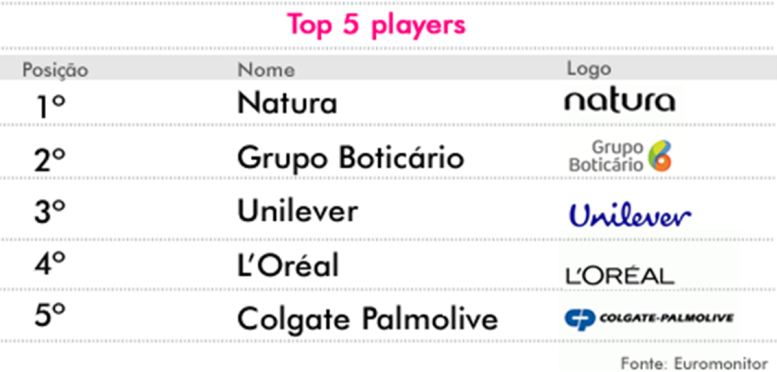 Top 5 players
Posição Nome Logo
1º Natura natura
2º Grupo Boticário Grupo Boticário
3º Unilever Unilever
4º L'Oréal L'ORÉAL
5º Colgate Palmolive COLGATE-PALMOLIVE
Fonte: Euromonitor